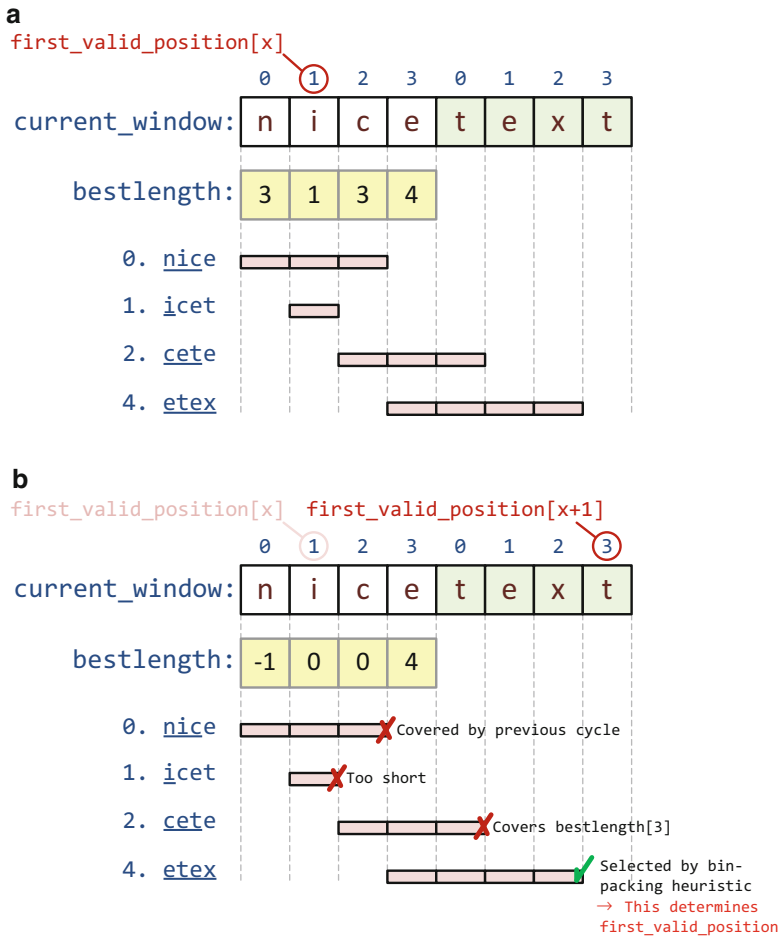 a
first_valid_position[x]
0 1 2 3 0 1 2 3
current_window: n i c e t e x t
bestlength: 3 1 3 4
0. nice
1. icet
2. cete
4. etex
b
first_valid_position[x] first_valid_position[x+1]
0 1 2 3 0 1 2 3
current_window: n i c e t e x t
bestlength: -1 0 0 4
0. nice Covered by previous cycle
1. icet Too short
2. cete Covers bestlength[3]
4. etex Selected by bin-
packing heuristic
→ This determines
first_valid_position